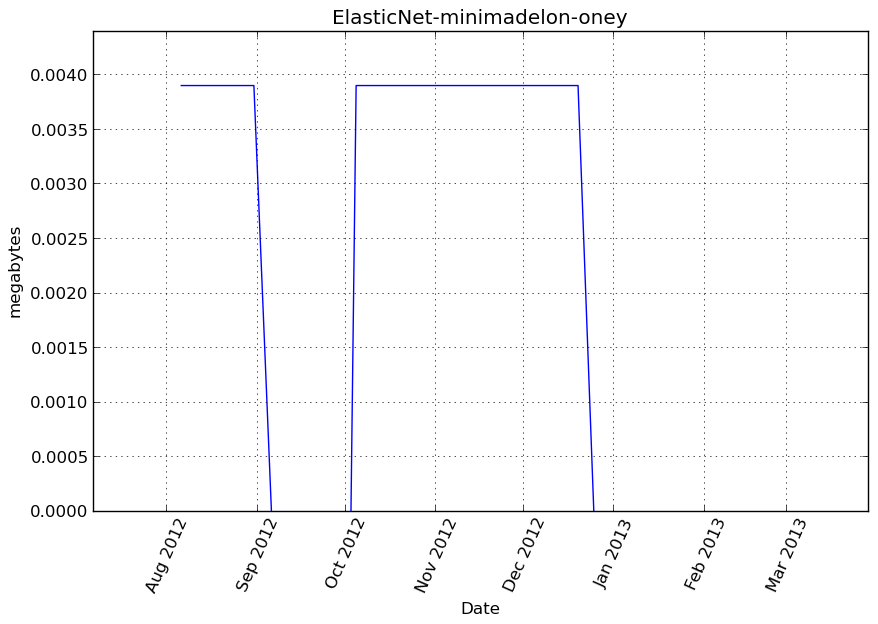 ElasticNet-minimadelon-oney
megabytes
0.0040
0.0035
0.0030
0.0025
0.0020
0.0015
0.0010
0.0005
0.0000
Aug 2012
Sep 2012
Oct 2012
Nov 2012
Dec 2012
Jan 2013
Feb 2013
Mar 2013
Date